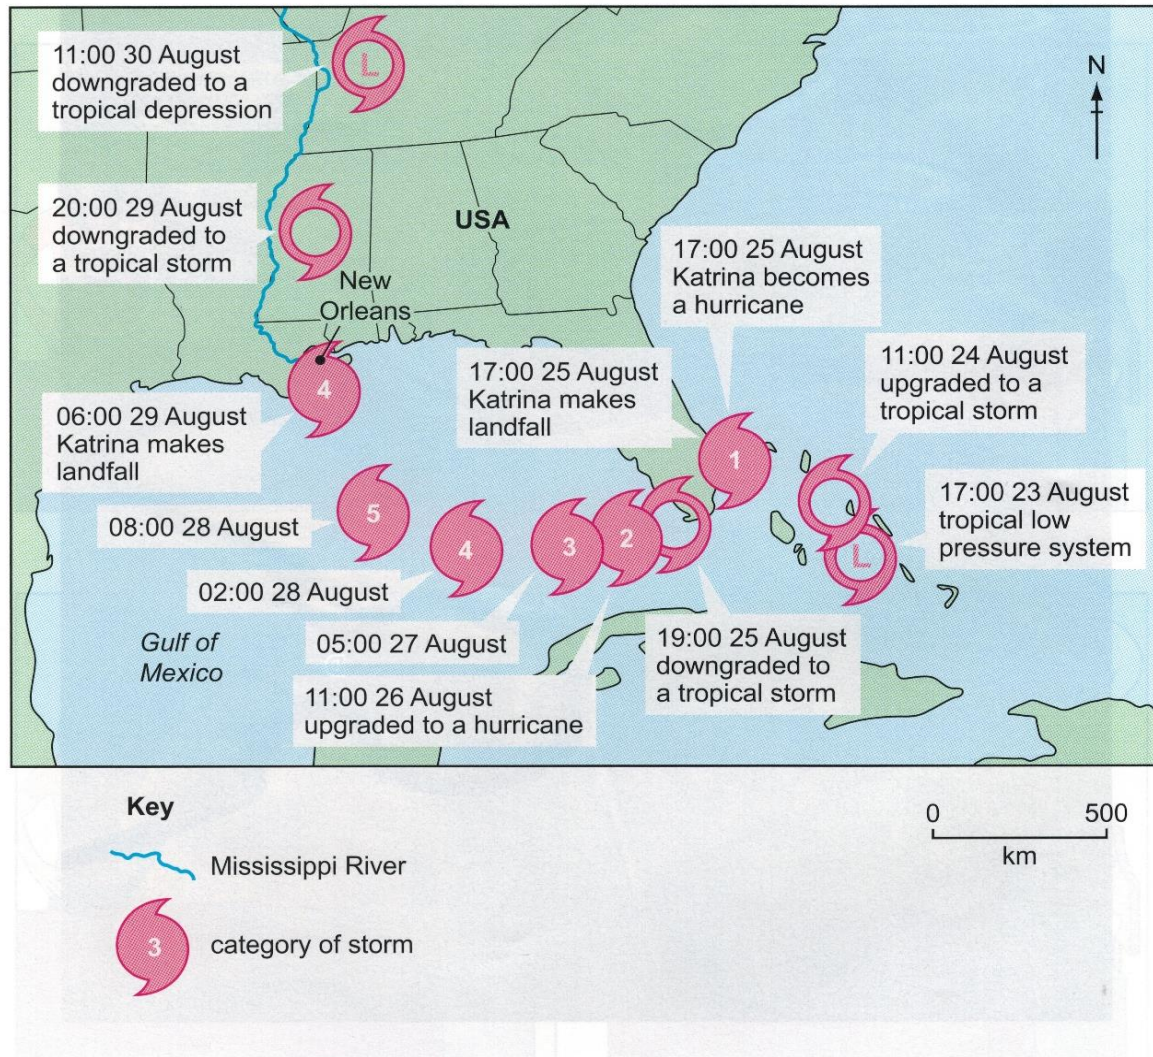 11:00 30 August
downgraded to a
tropical depression
L
N
20:00 29 August
downgraded to
a tropical storm
USA
17:00 25 August
Katrina becomes
a hurricane
New
Orleans
17:00 25 August
Katrina makes
landfall
11:00 24 August
upgraded to a
tropical storm
4
06:00 29 August
Katrina makes
landfall
1
17:00 23 August
tropical low
pressure system
L
08:00 28 August
5
4
3
2
02:00 28 August
Gulf of
Mexico
05:00 27 August
11:00 26 August
upgraded to a hurricane
19:00 25 August
downgraded to
a tropical storm
Key
Mississippi River
3
category of storm
0 500
km